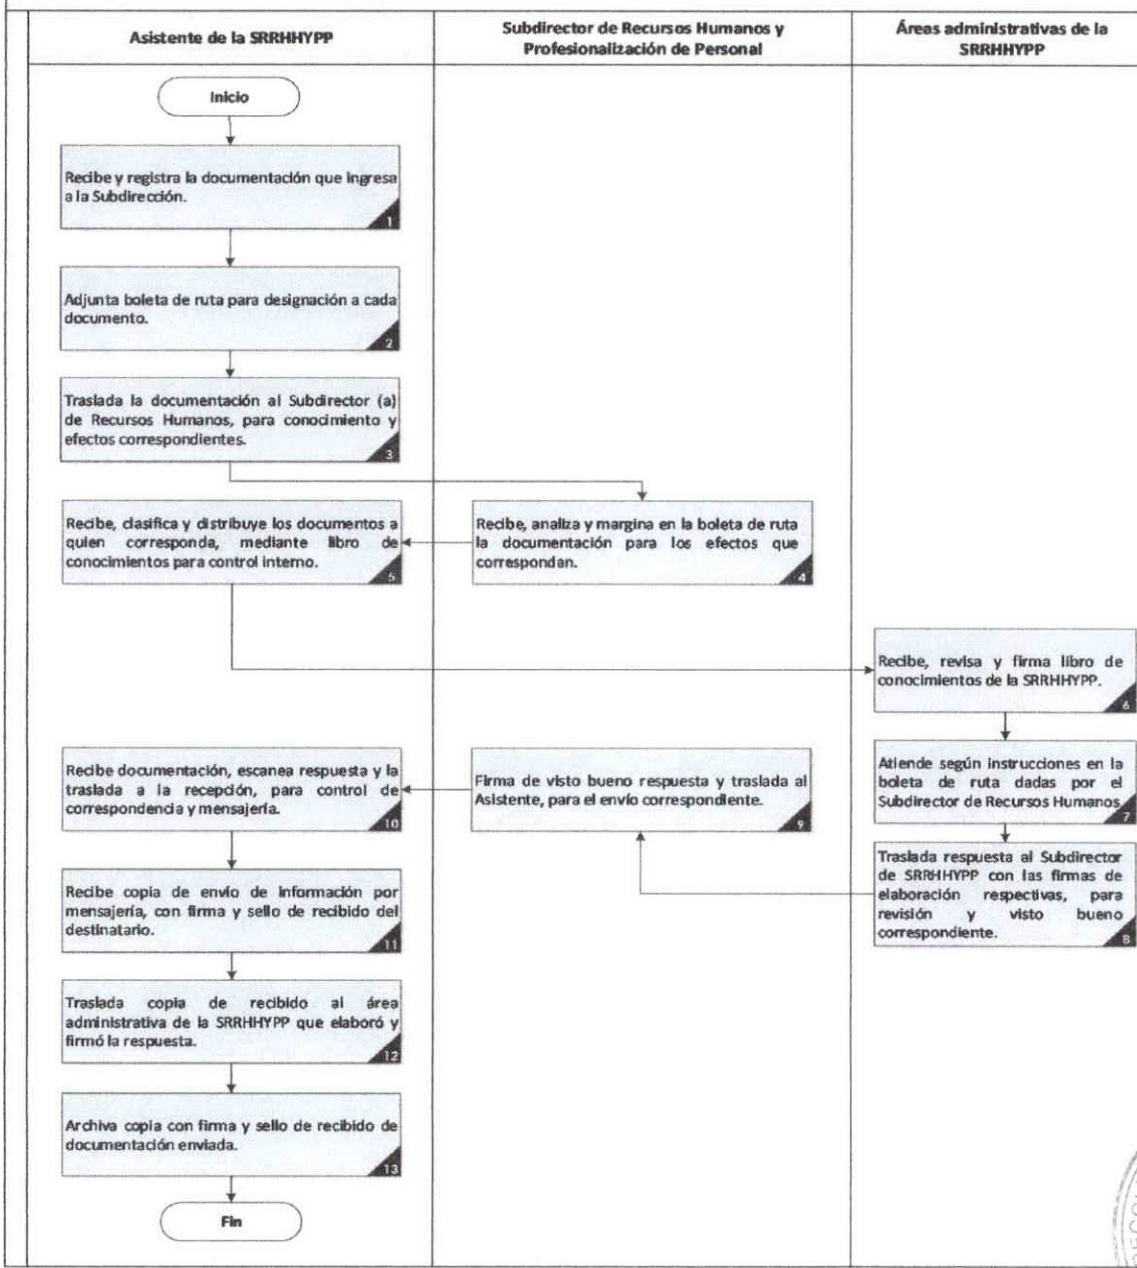 Asistente de la SRRHHYPP
Subdirector de Recursos Humanos y
Profesionalización de Personal
Áreas administrativas de la
SRRHHYPP
Inicio
Recibe y registra la documentación que ingresa
a la Subdirección.
1
Adjunta boleta de ruta para designación a cada
documento.
2
Traslada la documentación al Subdirector (a)
de Recursos Humanos, para conocimiento y
efectos correspondientes.
3
Recibe, analiza y margina en la boleta de ruta
la documentación para los efectos que
correspondan.
4
Recibe, clasifica y distribuye los documentos a
quien corresponda, mediante libro de
conocimientos para control interno.
5
Recibe, revisa y firma libro de
conocimientos de la SRRHHYPP.
6
Atiende según instrucciones en la
boleta de ruta dadas por el
Subdirector de Recursos Humanos
7
Traslada respuesta al Subdirector
de SRRHHYPP con las firmas de
elaboración respectivas, para
revisión y visto bueno
correspondiente.
8
Firma de visto bueno respuesta y traslada al
Asistente, para el envío correspondiente.
9
Recibe documentación, escanea respuesta y la
traslada a la recepción, para control de
correspondencia y mensajería.
10
Recibe copia de envío de información por
mensajería, con firma y sello de recibido del
destinatario.
11
Traslada copia de recibido al área
administrativa de la SRRHHYPP que elaboró y
firmó la respuesta.
12
Archiva copia con firma y sello de recibido de
documentación enviada.
13
Fin